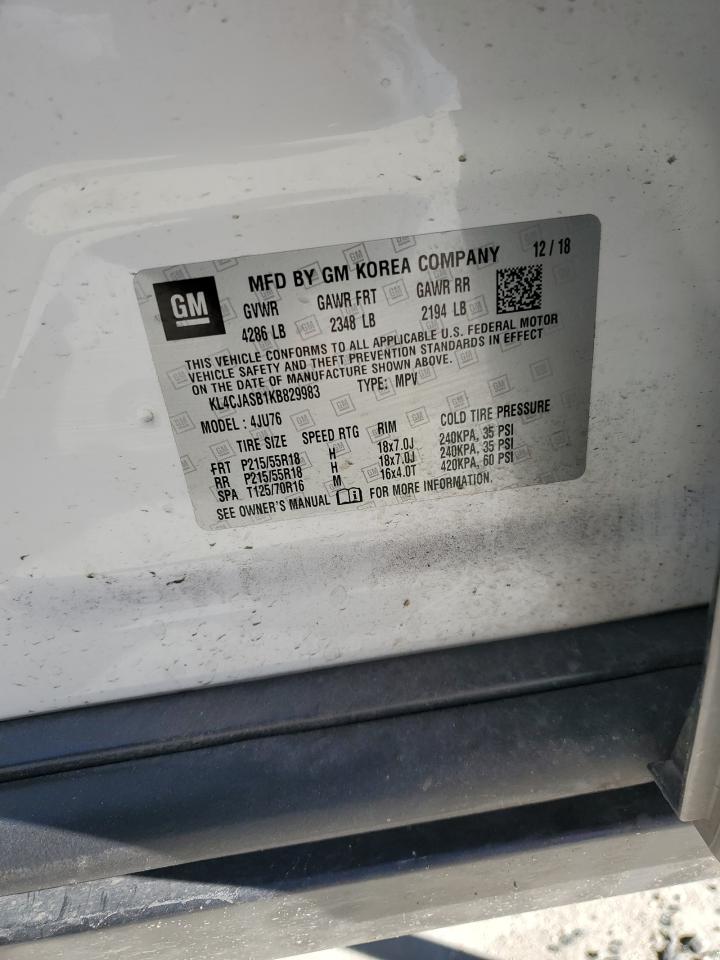 GM
MFD BY GM KOREA COMPANY 12 / 18
GVWR GAWR FRT GAWR RR
4286 LB 2348 LB 2194 LB
THIS VEHICLE CONFORMS TO ALL APPLICABLE U.S. FEDERAL MOTOR
VEHICLE SAFETY AND THEFT PREVENTION STANDARDS IN EFFECT
ON THE DATE OF MANUFACTURE SHOWN ABOVE.
KL4CJASB1KB829983 TYPE: MPV
MODEL: 4JU76
TIRE SIZE SPEED RTG RIM COLD TIRE PRESSURE
FRT P215/55R18 H 18x7.0J 240KPA, 35 PSI
RR P215/55R18 H 18x7.0J 240KPA, 35 PSI
SPA T125/70R16 M 16x4.0T 420KPA, 60 PSI
SEE OWNER'S MANUAL FOR MORE INFORMATION.